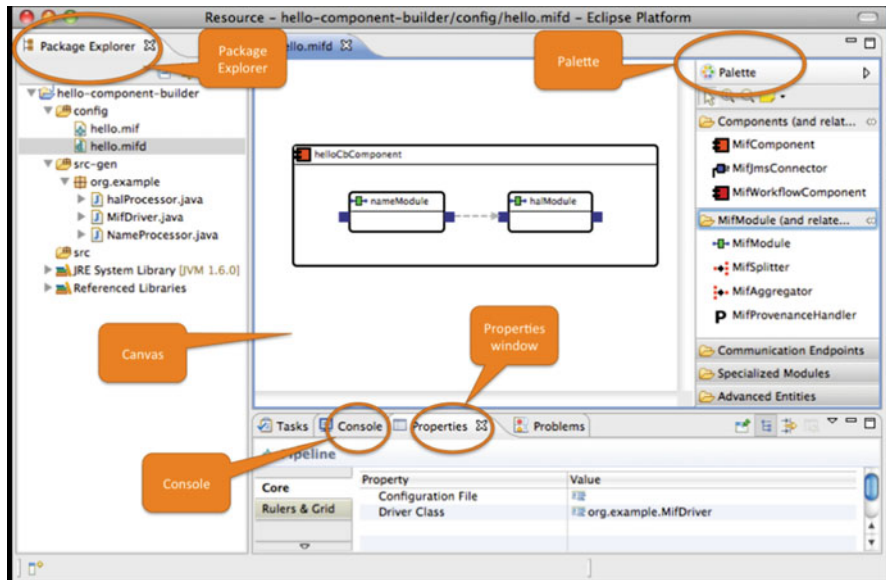 Resource – hello-component-builder/config/hello.mifd – Eclipse Platform
Package Explorer
Package
Explorer
hello.mifd
Palette
Palette
hello-component-builder
config
hello.mif
hello.mifd
src-gen
org.example
halProcessor.java
MifDriver.java
NameProcessor.java
src
JRE System Library [JVM 1.6.0]
Referenced Libraries
helloCbComponent
nameModule
halModule
Components (and relat...
MifComponent
MifJmsConnector
MifWorkflowComponent
MifModule (and relate...
MifModule
MifSplitter
MifAggregator
P MifProvenanceHandler
Communication Endpoints
Specialized Modules
Advanced Entities
Canvas
Properties
window
Tasks
Console
Properties
Problems
Console
Pipeline
Core
Rulers & Grid
Property Value
Configuration File
Driver Class org.example.MifDriver